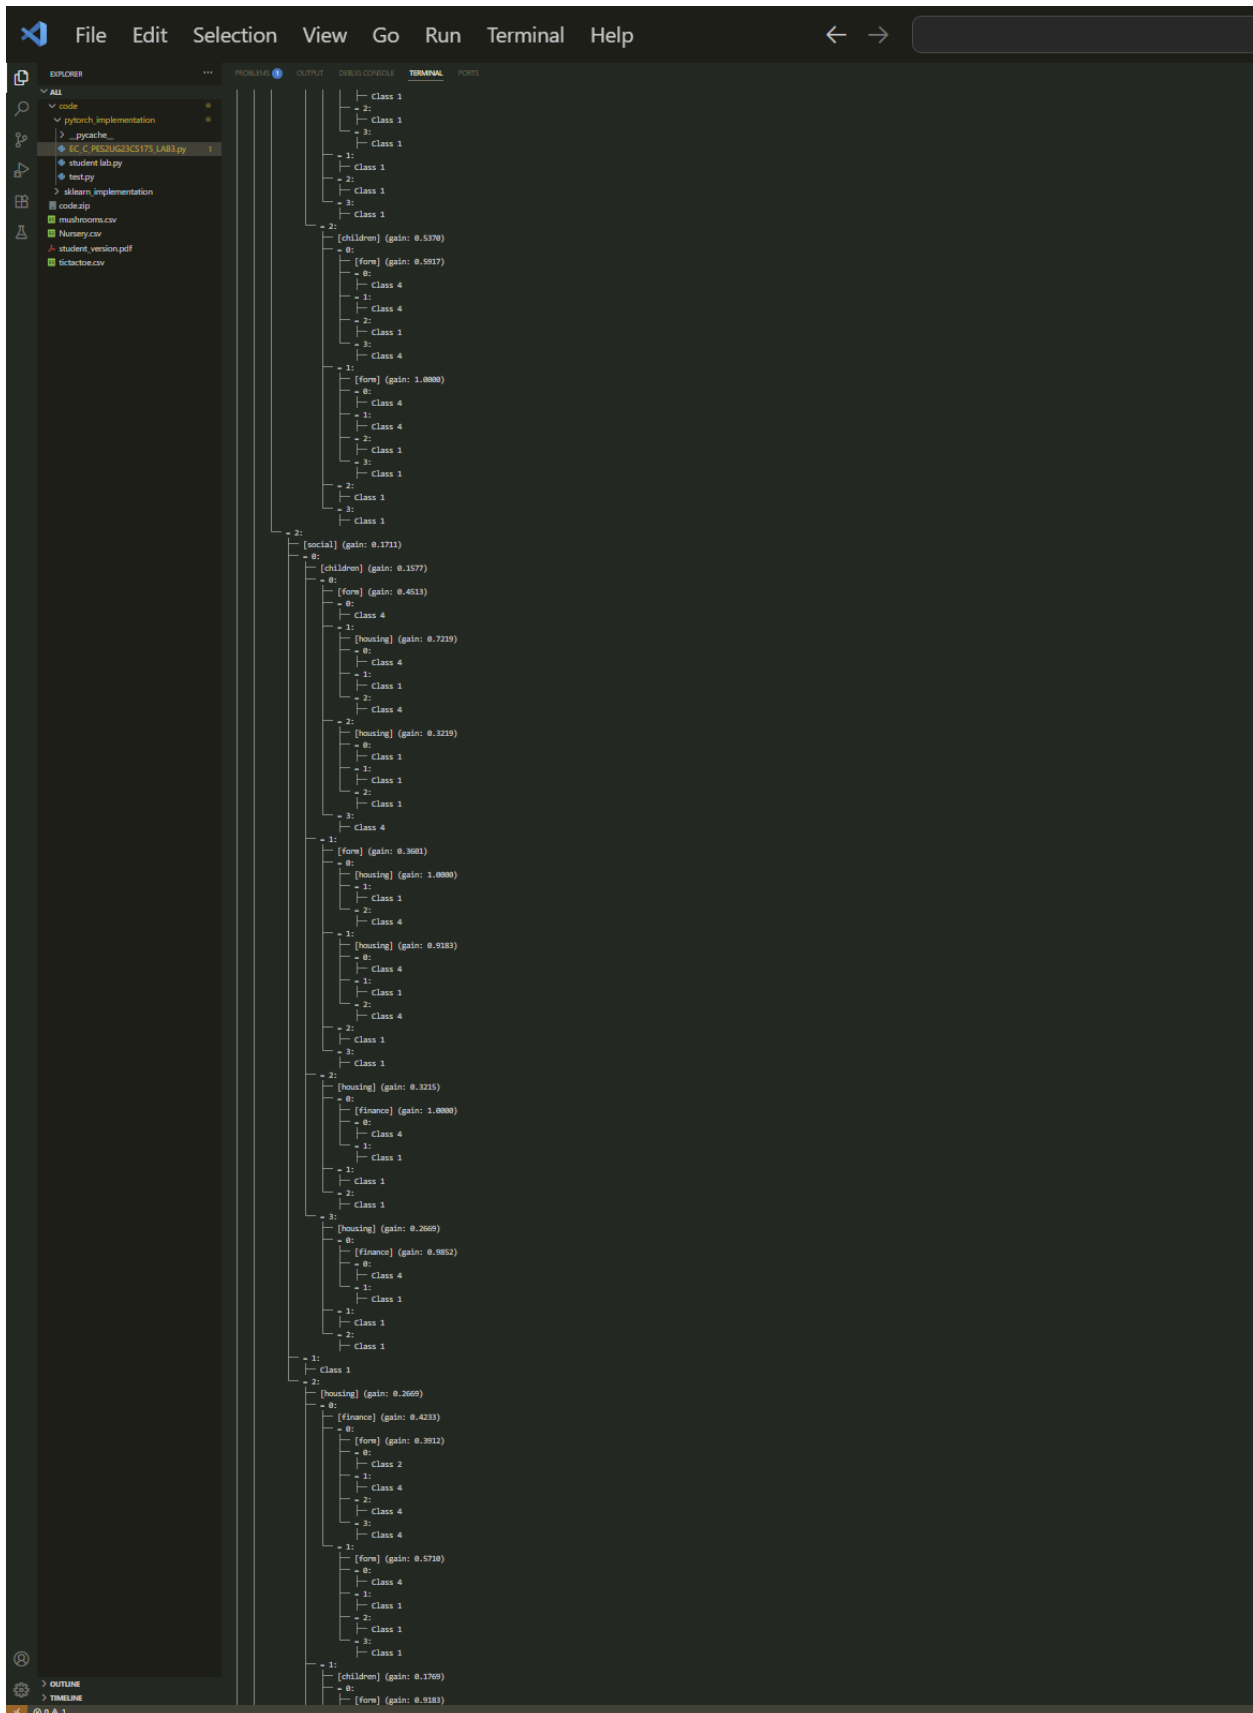 File Edit Selection View Go Run Terminal Help
EXPLORER
PROBLEMS 1 OUTPUT DEBUG CONSOLE TERMINAL PORTS
ALL
code
pytorch_implementation
__pycache__
EC_C_PES2UG23CS175_LAB3.py 1
student lab.py
test.py
sklearn_implementation
code.zip
mushrooms.csv
Nursery.csv
student_version.pdf
tictactoe.csv
OUTLINE
TIMELINE
0 1
├─ Class 1
= 2:
├─ Class 1
= 3:
├─ Class 1
= 1:
├─ Class 1
= 2:
├─ Class 1
= 3:
├─ Class 1
= 2:
[children] (gain: 0.5370)
= 0:
[form] (gain: 0.5917)
= 0:
├─ Class 4
= 1:
├─ Class 4
= 2:
├─ Class 1
= 3:
├─ Class 4
= 1:
[form] (gain: 1.0000)
= 0:
├─ Class 4
= 1:
├─ Class 4
= 2:
├─ Class 1
= 3:
├─ Class 1
= 2:
├─ Class 1
= 3:
├─ Class 1
= 2:
[social] (gain: 0.1711)
= 0:
[children] (gain: 0.1577)
= 0:
[form] (gain: 0.4513)
= 0:
├─ Class 4
= 1:
[housing] (gain: 0.7219)
= 0:
├─ Class 4
= 1:
├─ Class 1
= 2:
├─ Class 4
= 2:
[housing] (gain: 0.3219)
= 0:
├─ Class 1
= 1:
├─ Class 1
= 2:
├─ Class 1
= 3:
├─ Class 4
= 1:
[form] (gain: 0.3601)
= 0:
[housing] (gain: 1.0000)
= 1:
├─ Class 1
= 2:
├─ Class 4
= 1:
[housing] (gain: 0.9183)
= 0:
├─ Class 4
= 1:
├─ Class 1
= 2:
├─ Class 4
= 2:
├─ Class 1
= 3:
├─ Class 1
= 2:
[housing] (gain: 0.3215)
= 0:
[finance] (gain: 1.0000)
= 0:
├─ Class 4
= 1:
├─ Class 1
= 1:
├─ Class 1
= 2:
├─ Class 1
= 3:
[housing] (gain: 0.2669)
= 0:
[finance] (gain: 0.9852)
= 0:
├─ Class 4
= 1:
├─ Class 1
= 1:
├─ Class 1
= 2:
├─ Class 1
= 1:
├─ Class 1
= 2:
[housing] (gain: 0.2669)
= 0:
[finance] (gain: 0.4233)
= 0:
[form] (gain: 0.3912)
= 0:
├─ Class 2
= 1:
├─ Class 4
= 2:
├─ Class 4
= 3:
├─ Class 4
= 1:
[form] (gain: 0.5710)
= 0:
├─ Class 4
= 1:
├─ Class 1
= 2:
├─ Class 1
= 3:
├─ Class 1
= 1:
[children] (gain: 0.1769)
= 0:
[form] (gain: 0.9183)